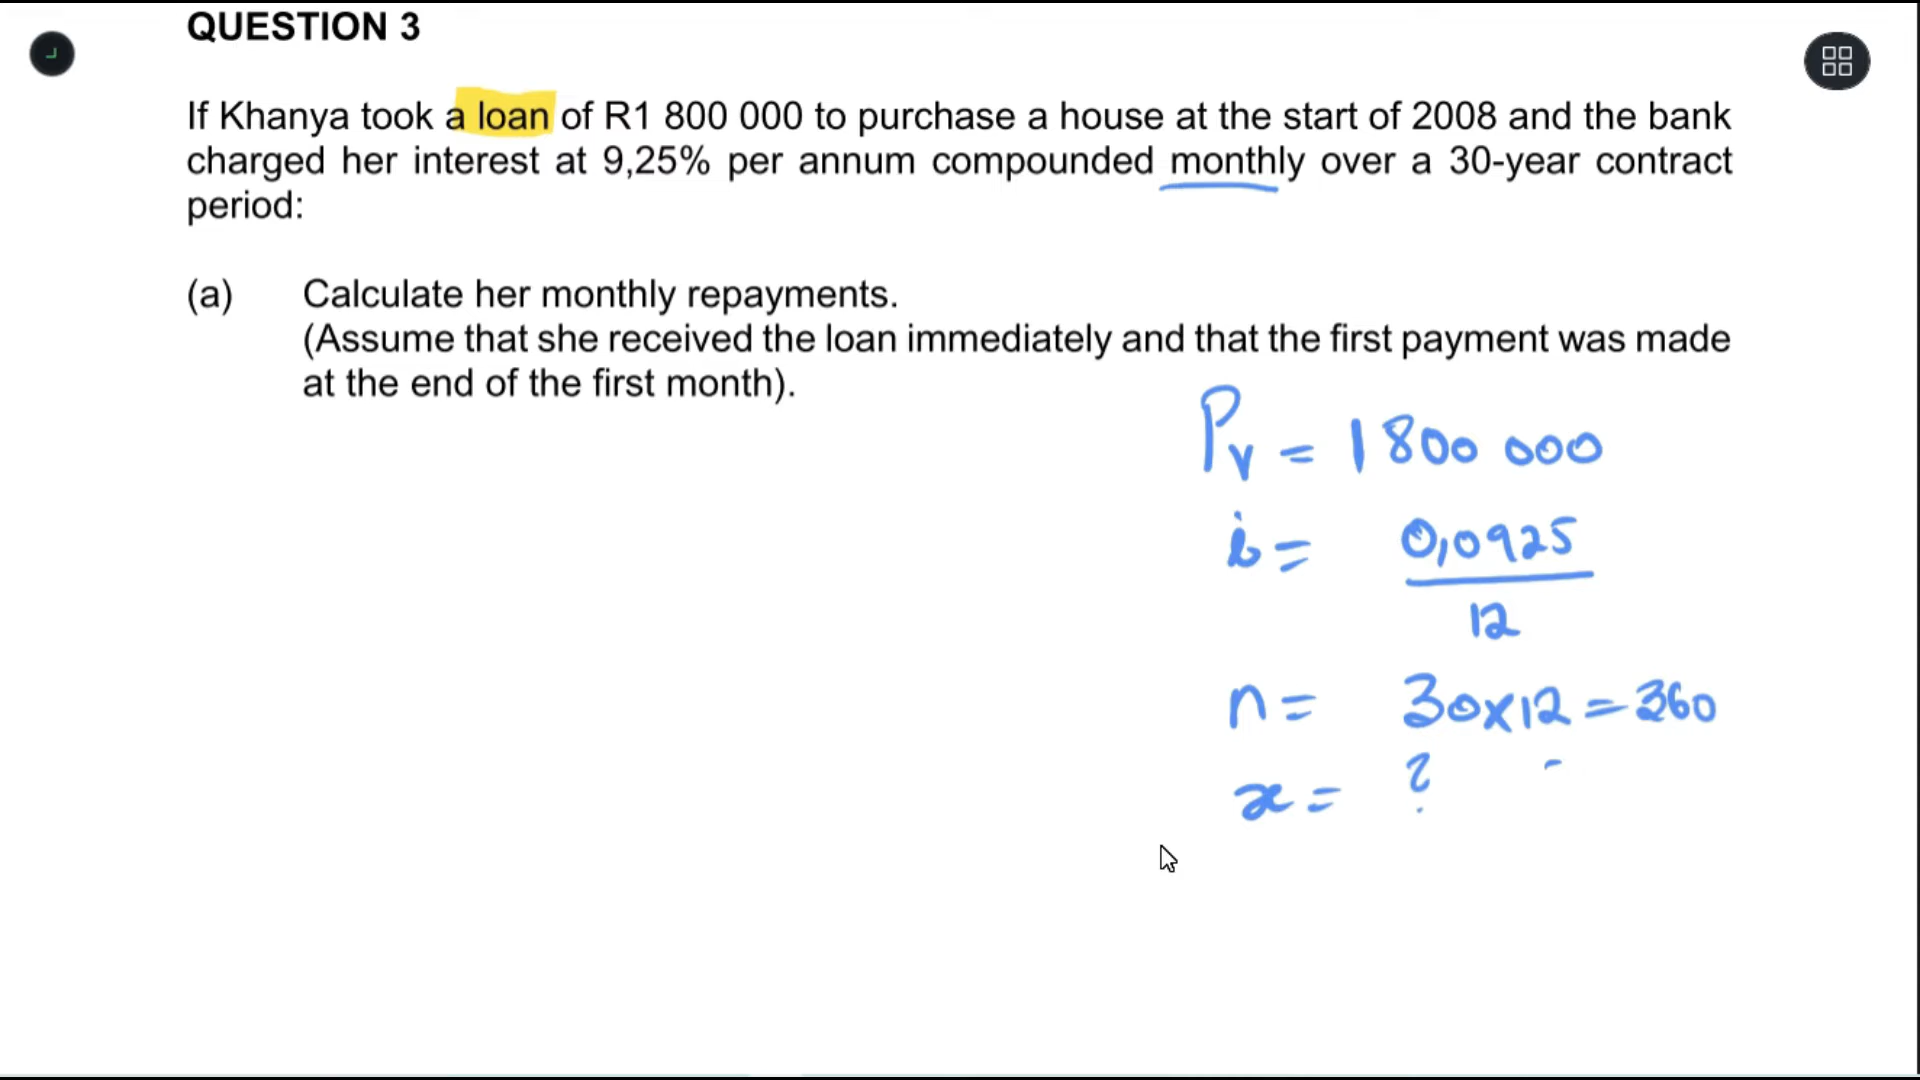 QUESTION 3
If Khanya took a loan of R1 800 000 to purchase a house at the start of 2008 and the bank
charged her interest at 9,25% per annum compounded monthly over a 30-year contract
period:
(a) Calculate her monthly repayments.
(Assume that she received the loan immediately and that the first payment was made
at the end of the first month).
Pv = 1 800 000
i = 0,0925
12
n = 30x12 = 360
x = ?